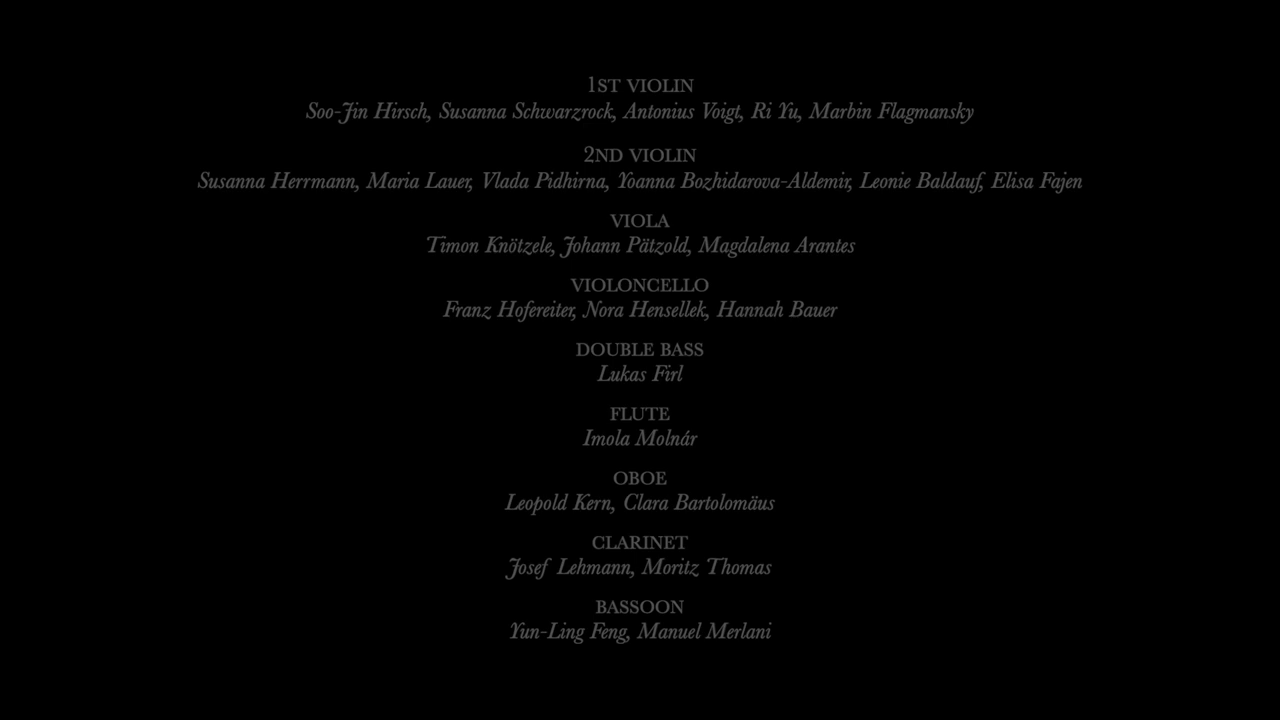 1ST VIOLIN
Soo-Jin Hirsch, Susanna Schwarzrock, Antonius Voigt, Ri Yu, Marbin Flagmansky
2ND VIOLIN
Susanna Herrmann, Maria Lauer, Vlada Pidhirna, Yoanna Bozhidarova-Aldemir, Leonie Baldauf, Elisa Fajen
VIOLA
Timon Knötzele, Johann Pätzold, Magdalena Arantes
VIOLONCELLO
Franz Hofereiter, Nora Hensellek, Hannah Bauer
DOUBLE BASS
Lukas Firl
FLUTE
Imola Molnár
OBOE
Leopold Kern, Clara Bartolomäus
CLARINET
Josef Lehmann, Moritz Thomas
BASSOON
Yun-Ling Feng, Manuel Merlani